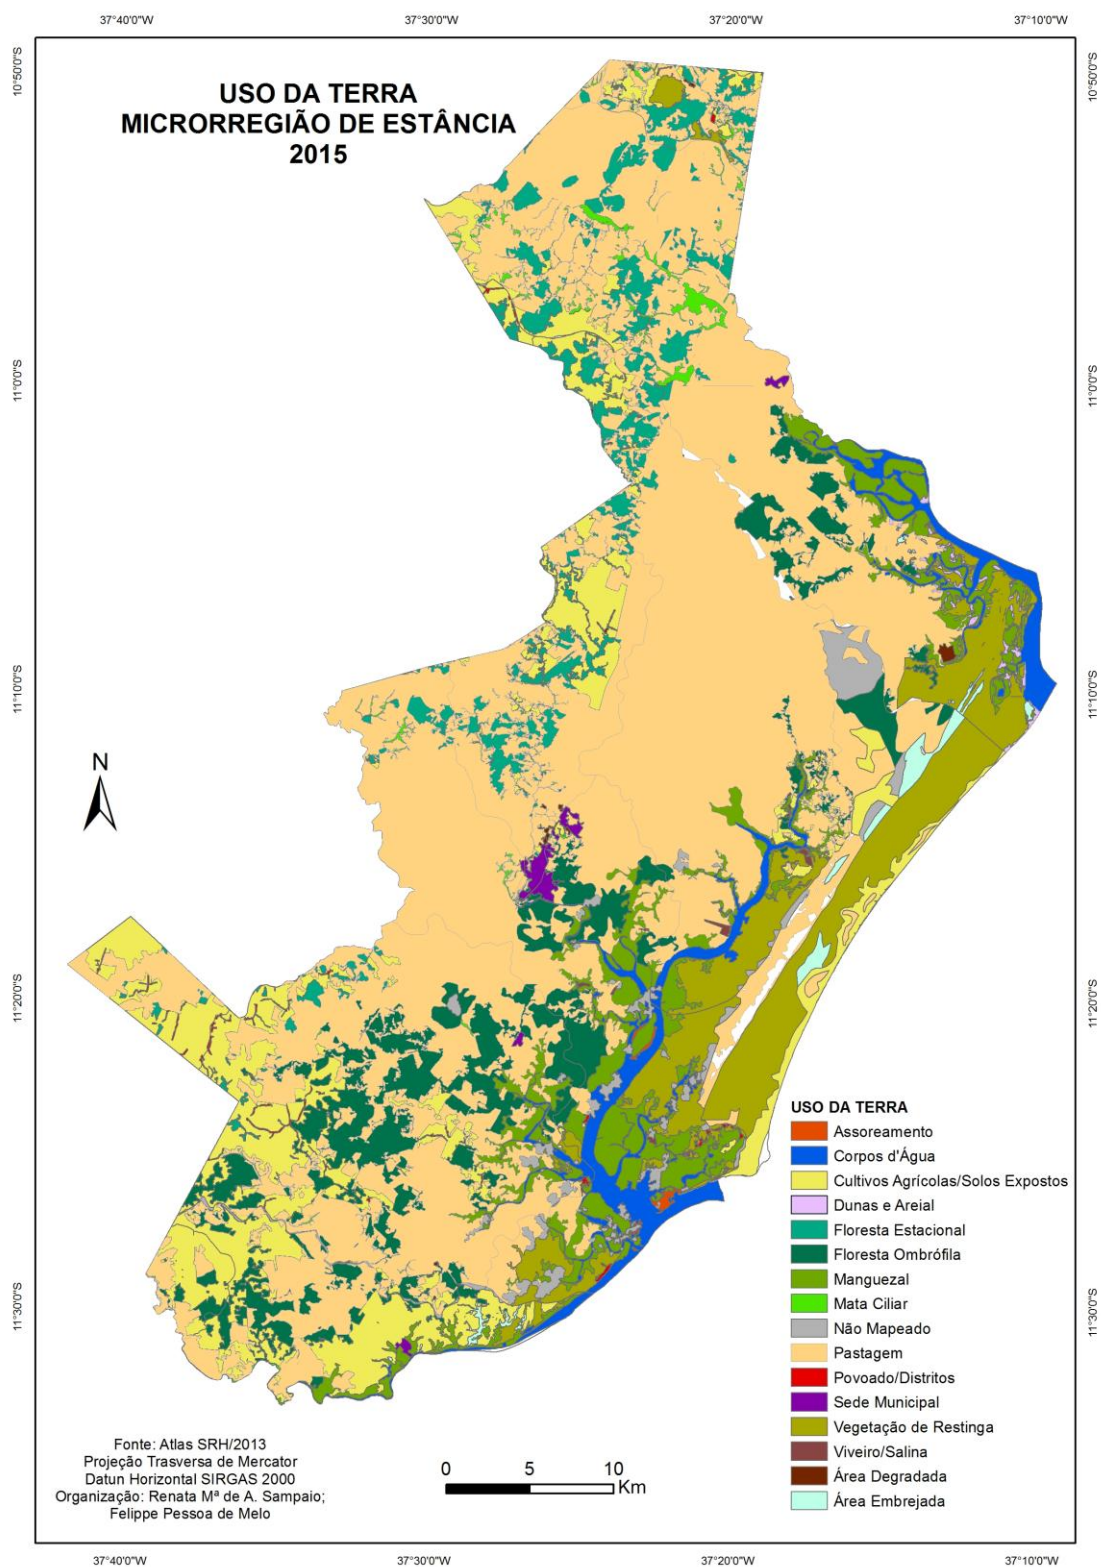 37°40'0"W 37°30'0"W 37°20'0"W 37°10'0"W
10°50'0"S 10°50'0"S
USO DA TERRA
MICRORREGIÃO DE ESTÂNCIA
2015
11°0'0"S 11°0'0"S
11°10'0"S 11°10'0"S
N
11°20'0"S 11°20'0"S
USO DA TERRA
Assoreamento
Corpos d'Água
Cultivos Agrícolas/Solos Expostos
Dunas e Areial
Floresta Estacional
Floresta Ombrófila
Manguezal
Mata Ciliar
Não Mapeado
Pastagem
Povoado/Distritos
Sede Municipal
Vegetação de Restinga
Viveiro/Salina
Área Degradada
Área Embrejada
11°30'0"S 11°30'0"S
Fonte: Atlas SRH/2013
Projeção Trasversa de Mercator
Datun Horizontal SIRGAS 2000
Organização: Renata Mª de A. Sampaio;
Felippe Pessoa de Melo
0 5 10
Km
37°40'0"W 37°30'0"W 37°20'0"W 37°10'0"W